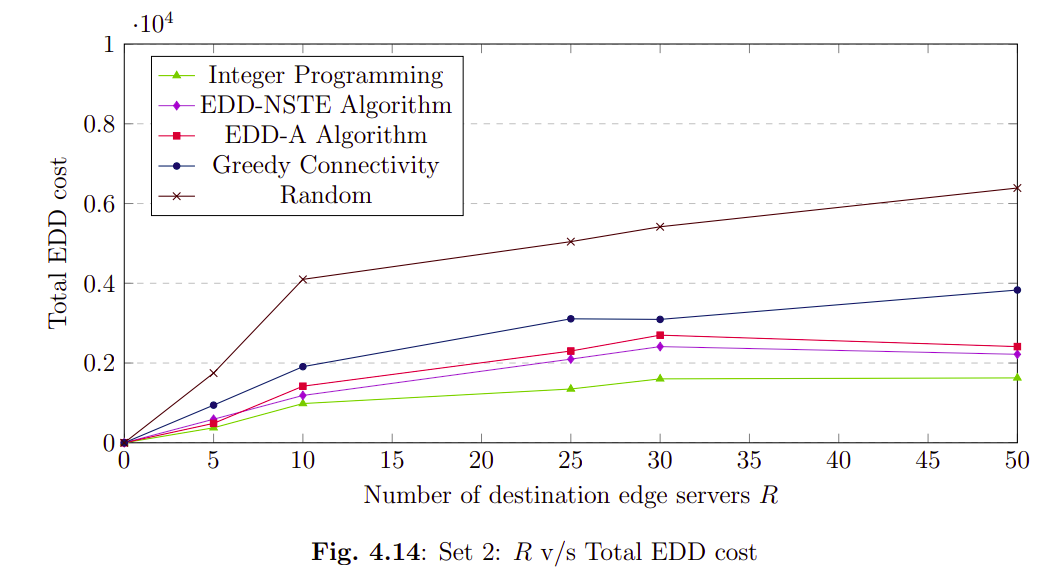 ·10⁴
1
0.8
0.6
0.4
0.2
0
Total EDD cost
Integer Programming
EDD-NSTE Algorithm
EDD-A Algorithm
Greedy Connectivity
Random
0 5 10 15 20 25 30 35 40 45 50
Number of destination edge servers R
Fig. 4.14: Set 2: R v/s Total EDD cost